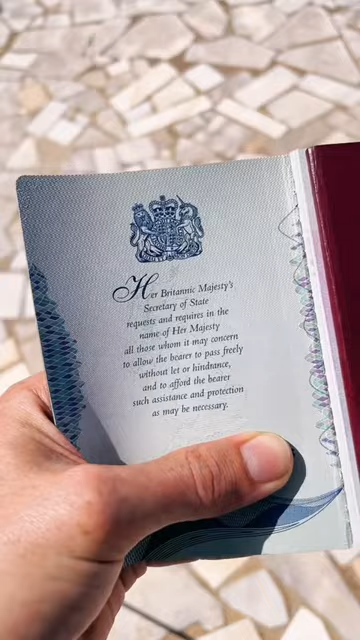 Her Britannic Majesty's
Secretary of State
requests and requires in the
name of Her Majesty
all those whom it may concern
to allow the bearer to pass freely
without let or hindrance,
and to afford the bearer
such assistance and protection
as may be necessary.